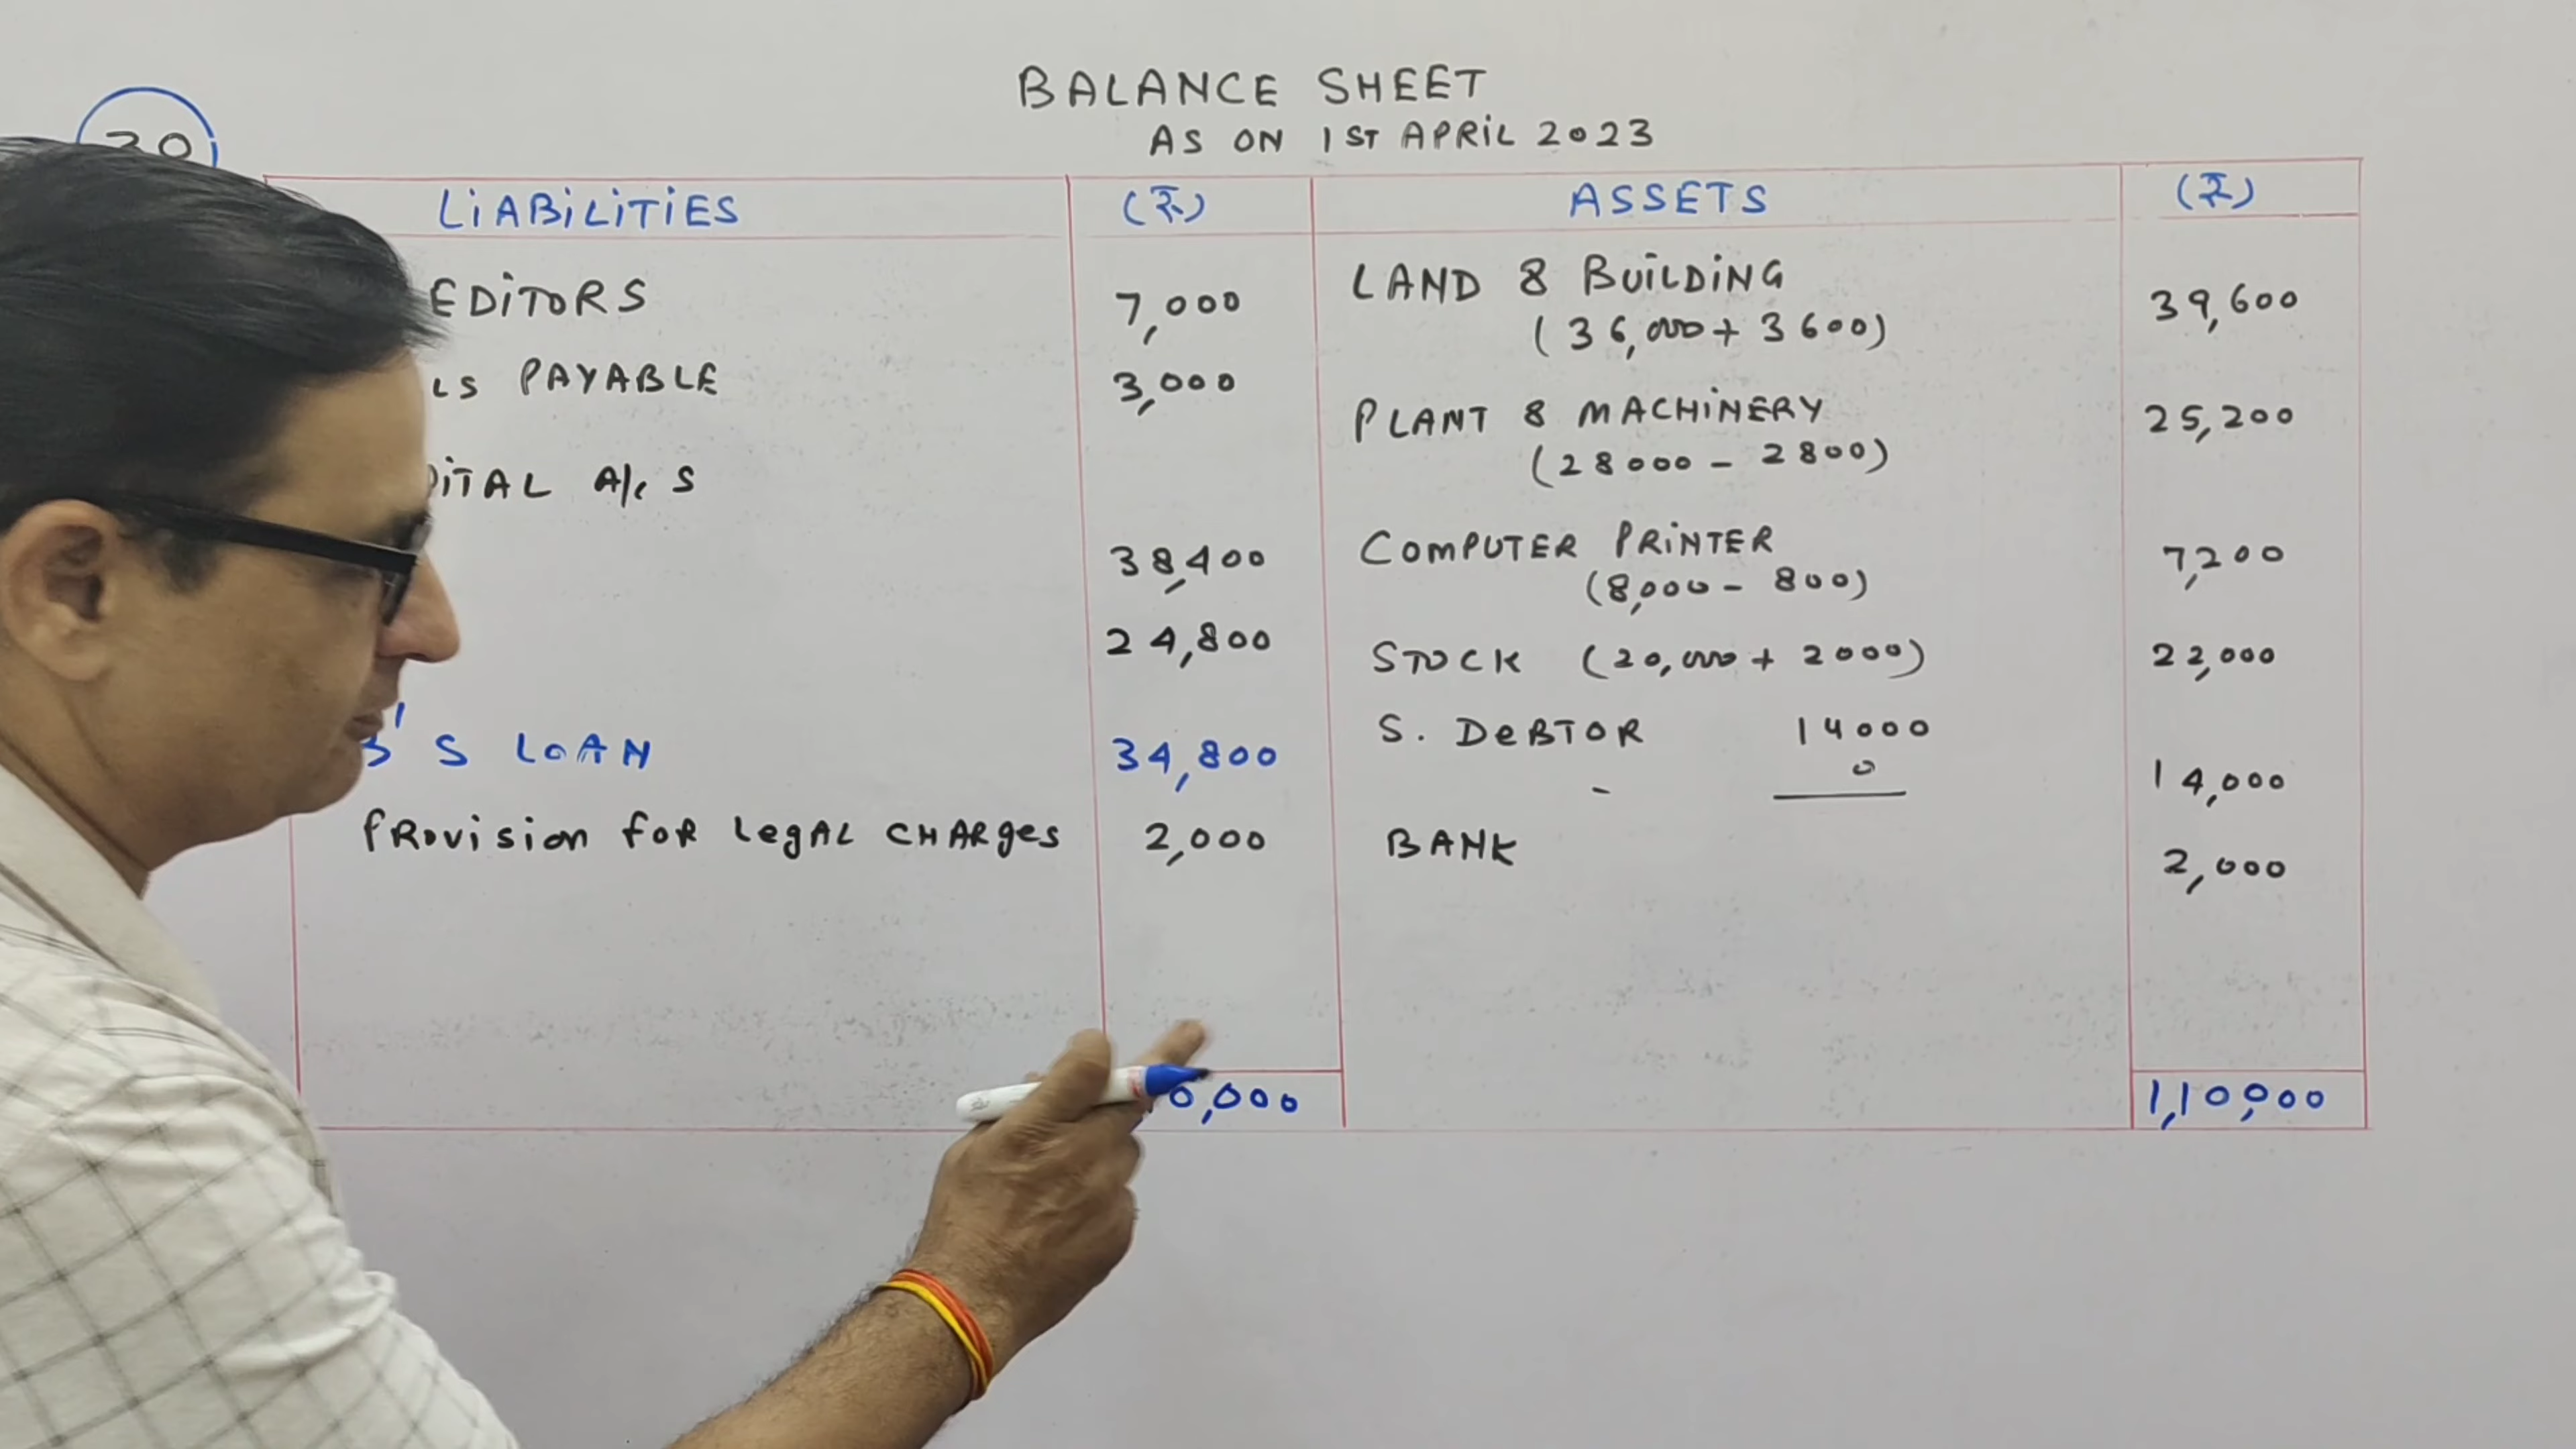 BALANCE SHEET
AS ON 1ST APRIL 2023
LIABILITIES (₹) ASSETS (₹)
EDITORS 7,000 LAND & BUILDING 39,600
(36,000 + 3600)
LS PAYABLE 3,000 PLANT & MACHINERY 25,200
(28000 - 2800)
ITAL A/c S
38,400 COMPUTER PRINTER 7,200
(8,000 - 800)
24,800 STOCK (20,000 + 2000) 22,000
'S LOAN 34,800 S. DEBTOR 14000
- 0 14,000
PROVISION FOR LEGAL CHARGES 2,000 BANK 2,000
0,000 1,10,000